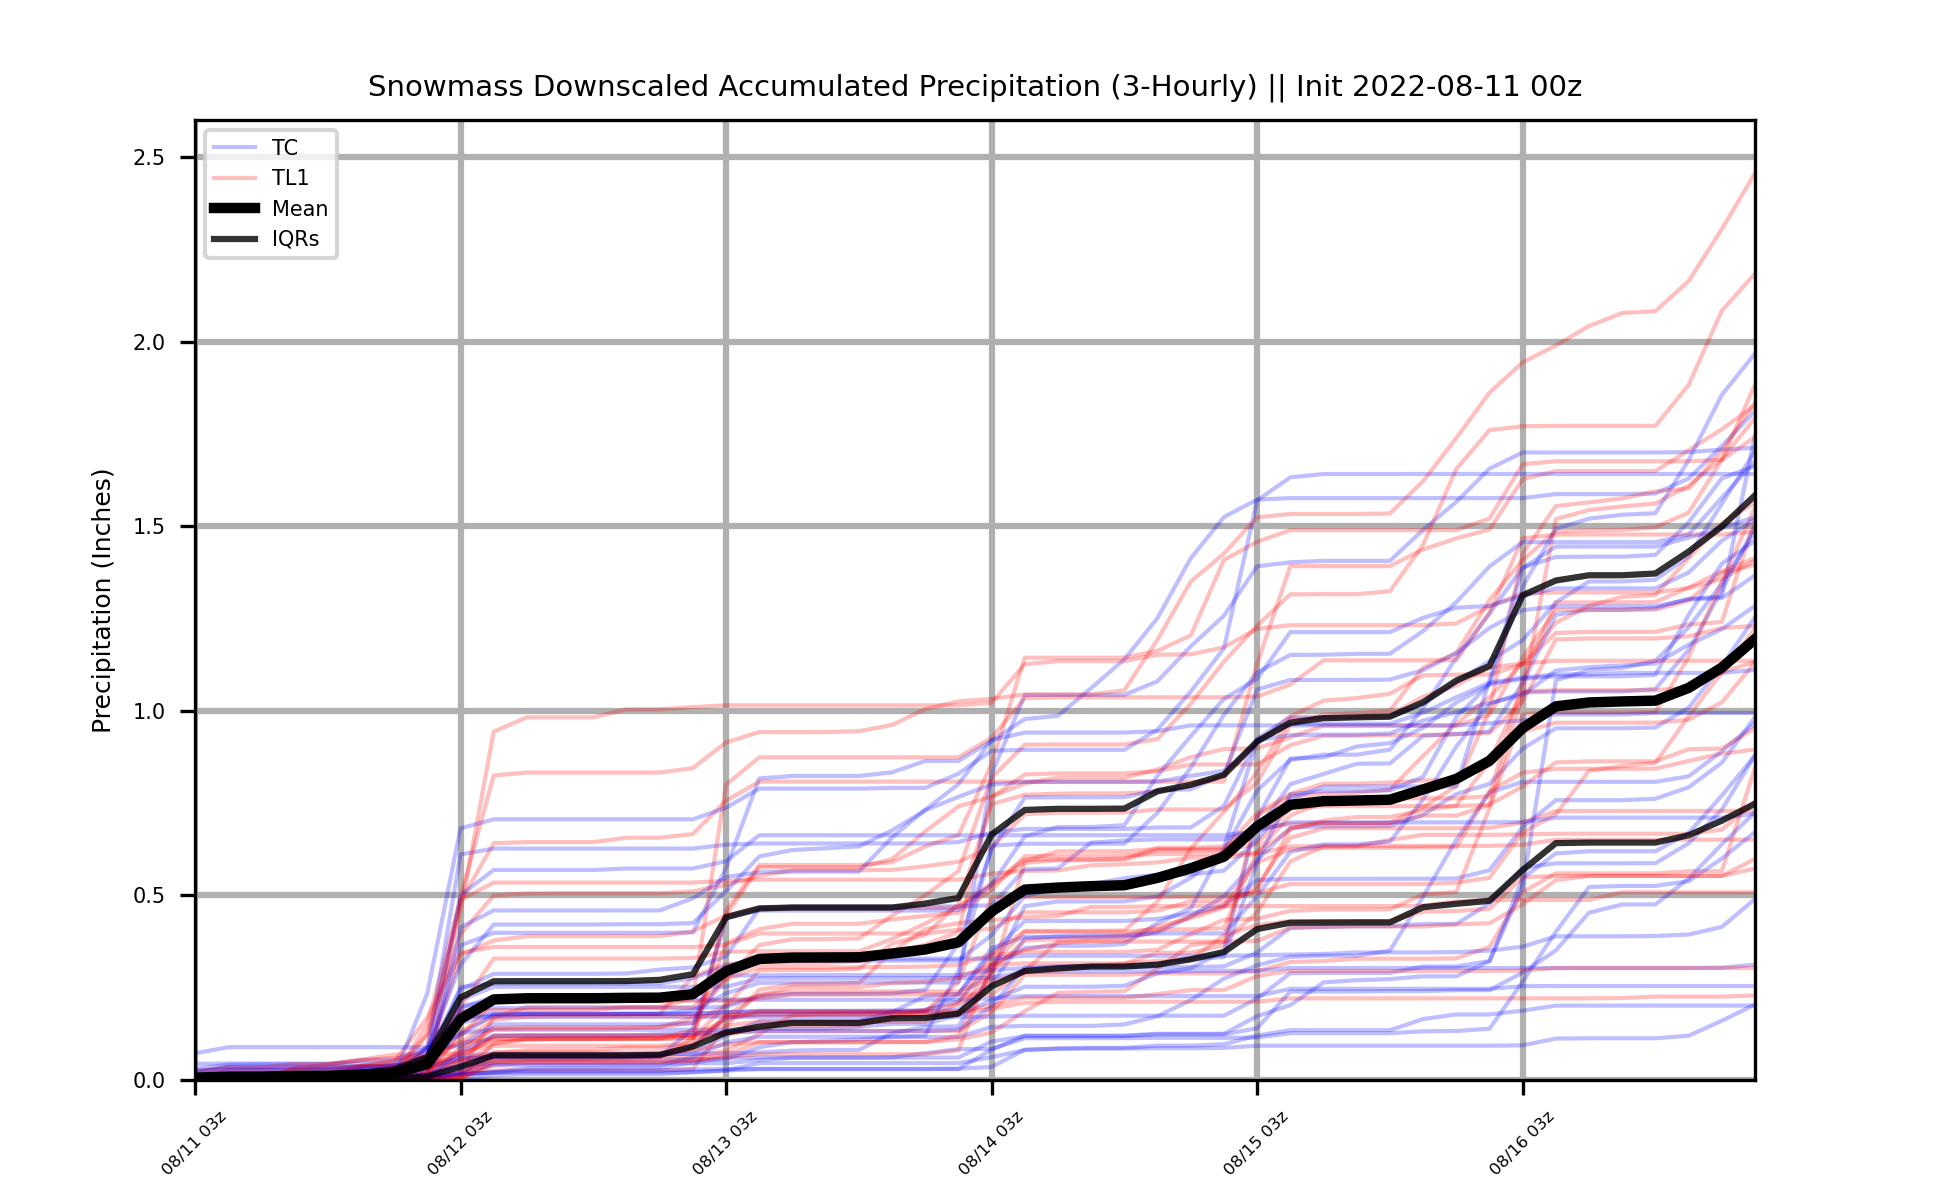 Snowmass Downscaled Accumulated Precipitation (3-Hourly) || Init 2022-08-11 00z
TC
TL1
Mean
IQRs
Precipitation (Inches)
2.5
2.0
1.5
1.0
0.5
0.0
08/11 03z
08/12 03z
08/13 03z
08/14 03z
08/15 03z
08/16 03z